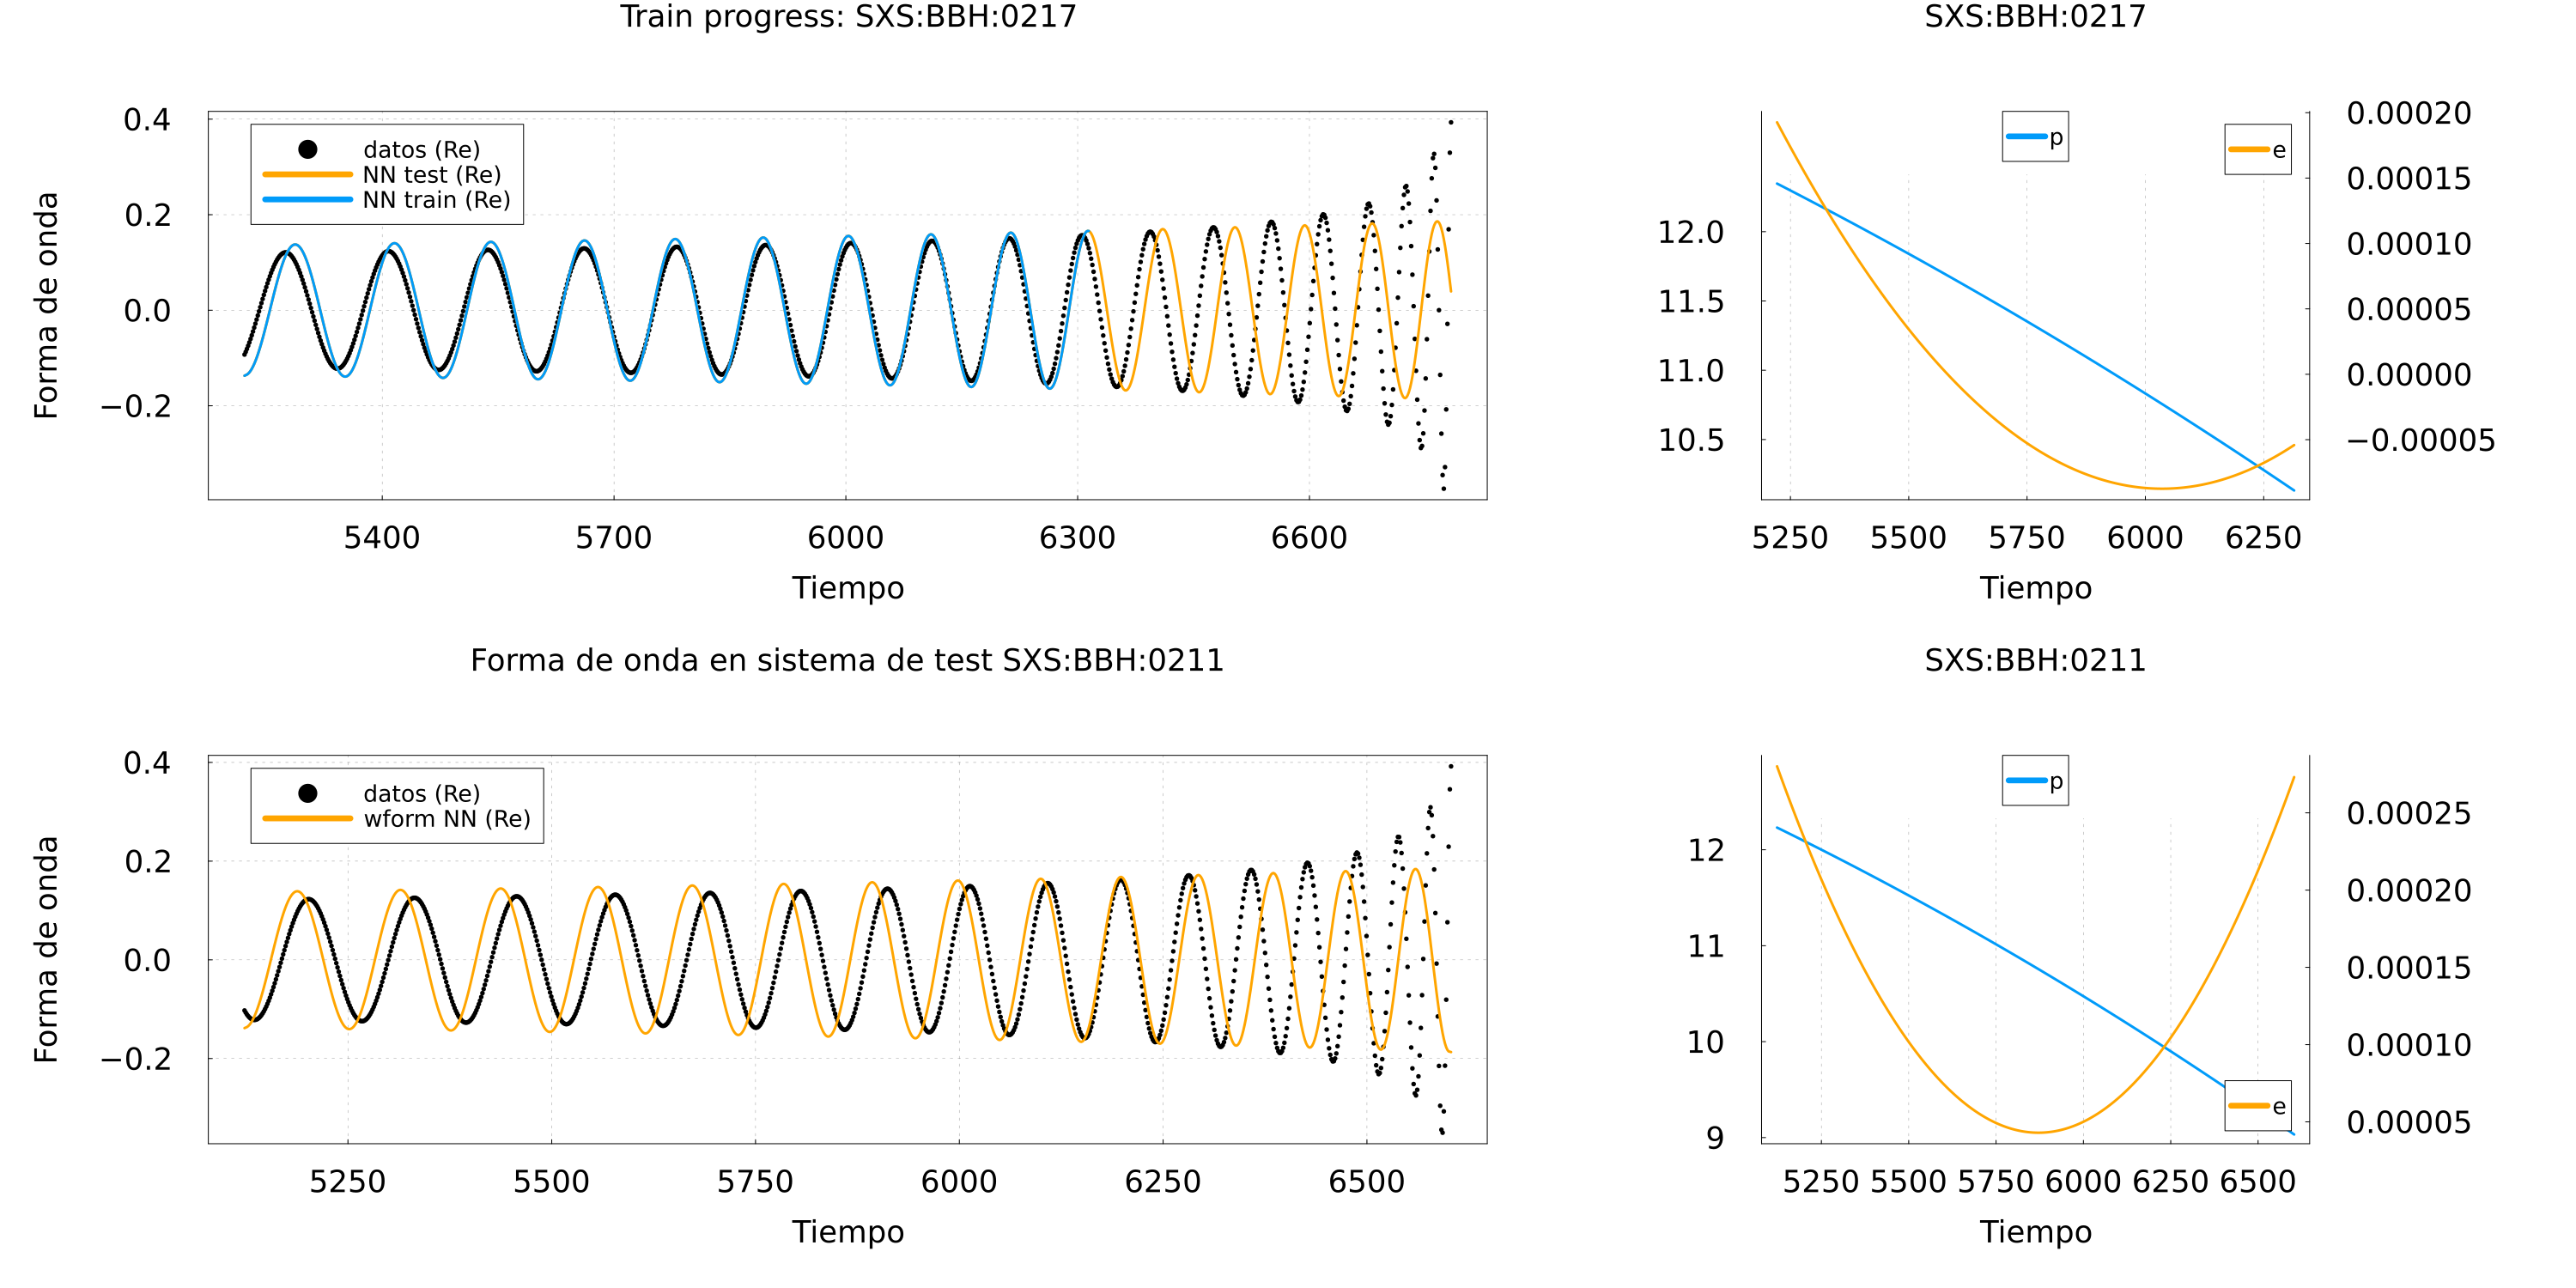 Train progress: SXS:BBH:0217
0.4
0.2
0.0
−0.2
Forma de onda
datos (Re)
NN test (Re)
NN train (Re)
5400 5700 6000 6300 6600
Tiempo
SXS:BBH:0217
12.0
11.5
11.0
10.5
p
e
0.00020
0.00015
0.00010
0.00005
0.00000
−0.00005
5250 5500 5750 6000 6250
Tiempo
Forma de onda en sistema de test SXS:BBH:0211
0.4
0.2
0.0
−0.2
Forma de onda
datos (Re)
wform NN (Re)
5250 5500 5750 6000 6250 6500
Tiempo
SXS:BBH:0211
12
11
10
9
p
e
0.00025
0.00020
0.00015
0.00010
0.00005
5250 5500 5750 6000 6250 6500
Tiempo